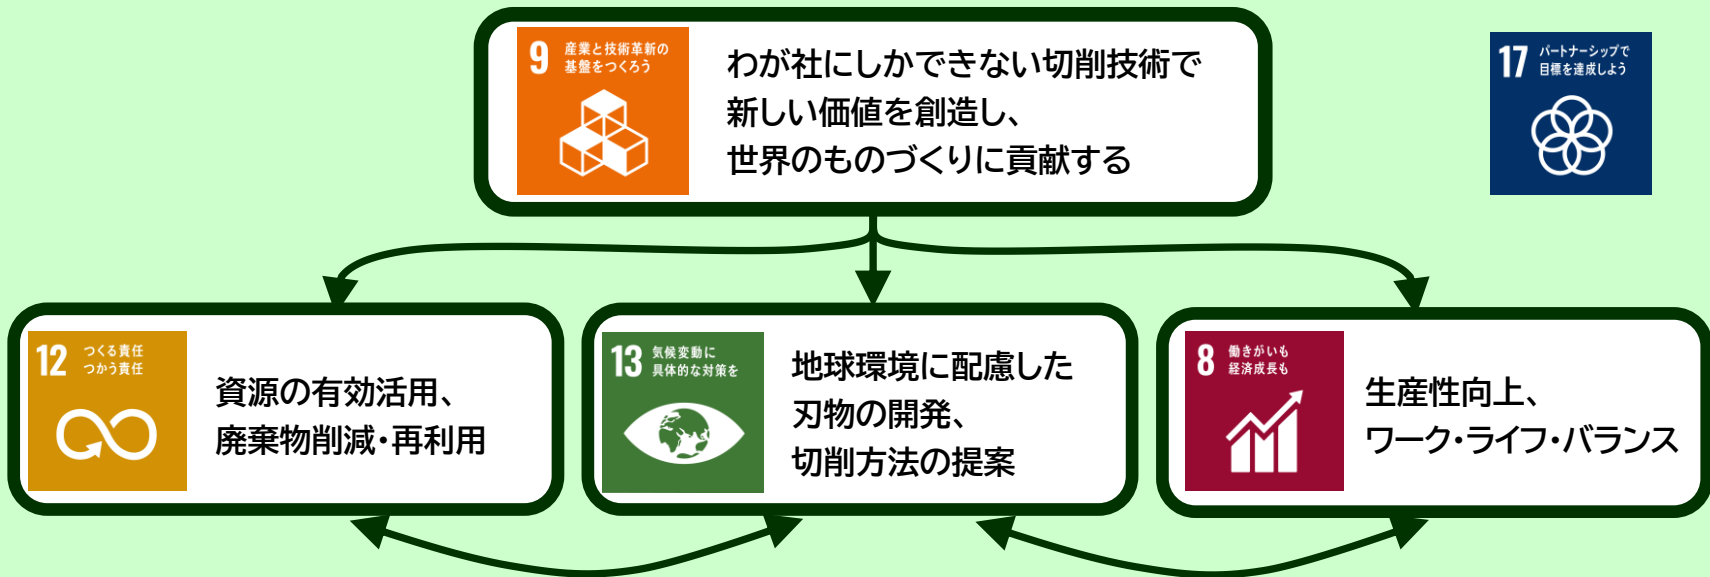 9 産業と技術革新の
基盤をつくろう
わが社にしかできない切削技術で
新しい価値を創造し、
世界のものづくりに貢献する
17 パートナーシップで
目標を達成しよう
12 つくる責任
つかう責任
資源の有効活用、
廃棄物削減・再利用
13 気候変動に
具体的な対策を
地球環境に配慮した
刃物の開発、
切削方法の提案
8 働きがいも
経済成長も
生産性向上、
ワーク・ライフ・バランス